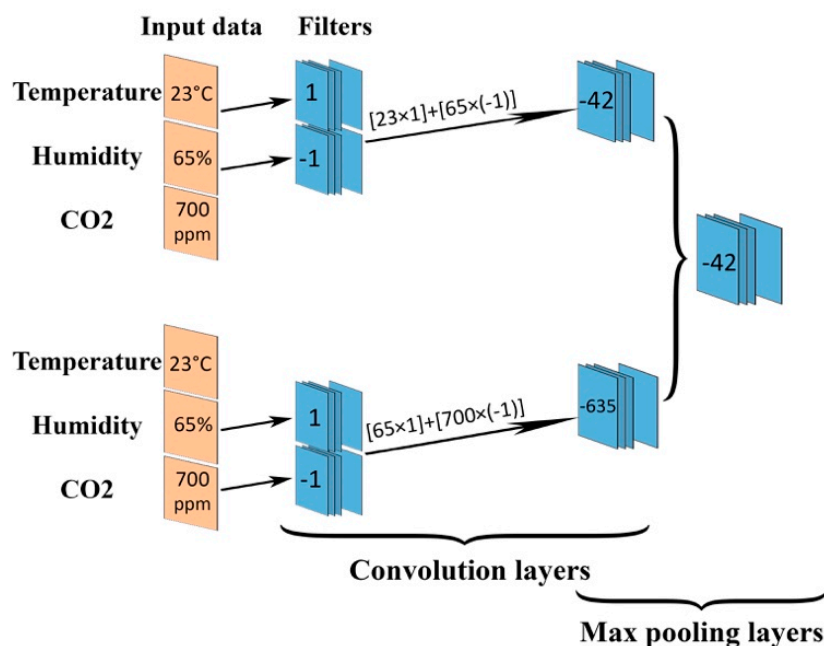 Input data Filters
Temperature 23°C 1 [23×1]+[65×(-1)] -42
Humidity 65% -1
CO2 700 ppm
-42
Temperature 23°C
Humidity 65% 1 [65×1]+[700×(-1)] -635
CO2 700 ppm -1
Convolution layers
Max pooling layers